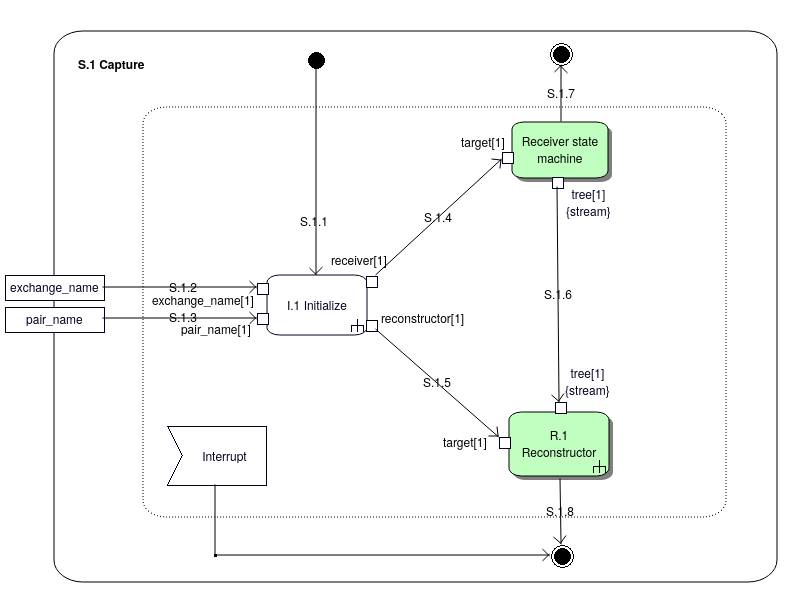 S.1 Capture
S.1.7
target[1]
Receiver state
machine
tree[1]
{stream}
S.1.1
S.1.4
receiver[1]
exchange_name
S.1.2
exchange_name[1]
I.1 Initialize
S.1.6
pair_name
S.1.3
pair_name[1]
reconstructor[1]
S.1.5
tree[1]
{stream}
target[1]
R.1
Reconstructor
Interrupt
S.1.8